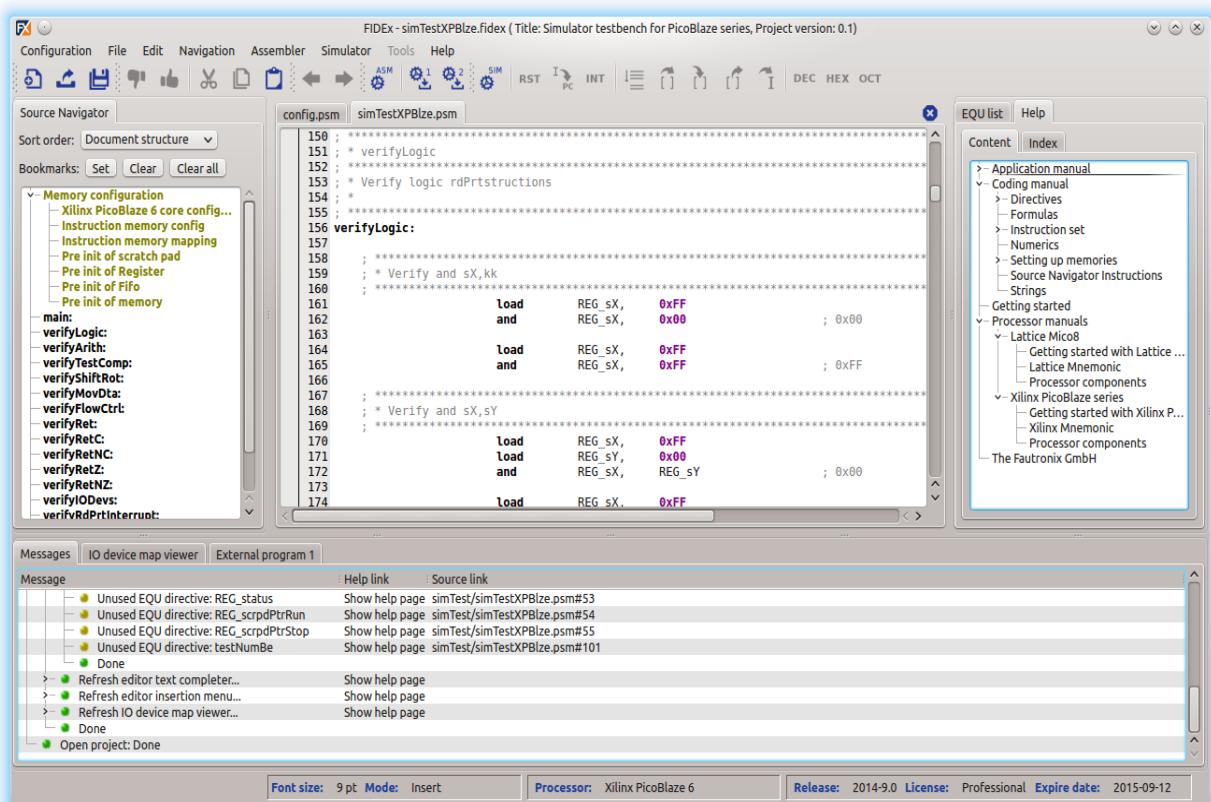 FIDEx - simTestXPBlze.fidex ( Title: Simulator testbench for PicoBlaze series, Project version: 0.1)
Configuration File Edit Navigation Assembler Simulator Tools Help
ASM 1 2 SIM RST PC INT DEC HEX OCT
Source Navigator
Sort order: Document structure
Bookmarks: Set Clear Clear all
Memory configuration
Xilinx PicoBlaze 6 core config...
Instruction memory config
Instruction memory mapping
Pre init of scratch pad
Pre init of Register
Pre init of Fifo
Pre init of memory
main:
verifyLogic:
verifyArith:
verifyTestComp:
verifyShiftRot:
verifyMovDta:
verifyFlowCtrl:
verifyRet:
verifyRetC:
verifyRetNC:
verifyRetZ:
verifyRetNZ:
verifyIODevs:
verifyRdPrtInterrupt:
config.psm simTestXPBlze.psm
150 ; ************************************************************************
151 ; * verifyLogic
152 ; ************************************************************************
153 ; * Verify logic rdPrtstructions
154 ; *
155 ; ************************************************************************
156 verifyLogic:
157
158 ; ********************************************************************
159 ; * Verify and sX,kk
160 ; ********************************************************************
161 load REG_sX, 0xFF
162 and REG_sX, 0x00 ; 0x00
163
164 load REG_sX, 0xFF
165 and REG_sX, 0xFF ; 0xFF
166
167 ; ********************************************************************
168 ; * Verify and sX,sY
169 ; ********************************************************************
170 load REG_sX, 0xFF
171 load REG_sY, 0x00
172 and REG_sX, REG_sY ; 0x00
173
174 load REG_sX, 0xFF
EQU list Help
Content Index
Application manual
Coding manual
Directives
Formulas
Instruction set
Numerics
Setting up memories
Source Navigator Instructions
Strings
Getting started
Processor manuals
Lattice Mico8
Getting started with Lattice ...
Lattice Mnemonic
Processor components
Xilinx PicoBlaze series
Getting started with Xilinx P...
Xilinx Mnemonic
Processor components
The Fautronix GmbH
Messages IO device map viewer External program 1
Message Help link Source link
Unused EQU directive: REG_status Show help page simTest/simTestXPBlze.psm#53
Unused EQU directive: REG_scrpdPtrRun Show help page simTest/simTestXPBlze.psm#54
Unused EQU directive: REG_scrpdPtrStop Show help page simTest/simTestXPBlze.psm#55
Unused EQU directive: testNumBe Show help page simTest/simTestXPBlze.psm#101
Done
Refresh editor text completer... Show help page
Refresh editor insertion menu... Show help page
Refresh IO device map viewer... Show help page
Done
Open project: Done
Font size: 9 pt Mode: Insert Processor: Xilinx PicoBlaze 6 Release: 2014-9.0 License: Professional Expire date: 2015-09-12